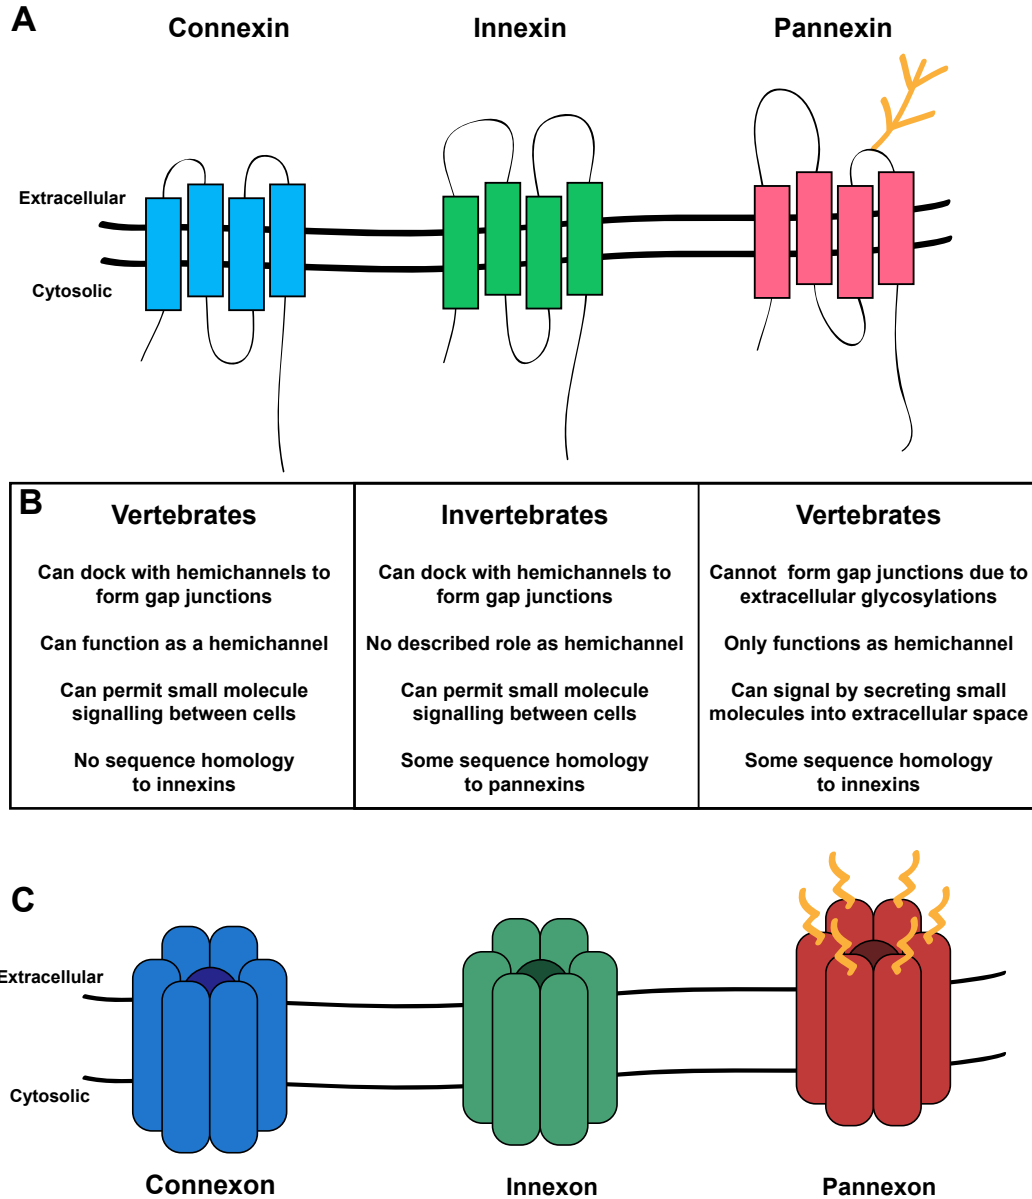 A
Connexin
Innexin
Pannexin
Extracellular
Cytosolic
B
Vertebrates
Can dock with hemichannels to
form gap junctions
Can function as a hemichannel
Can permit small molecule
signalling between cells
No sequence homology
to innexins
Invertebrates
Can dock with hemichannels to
form gap junctions
No described role as hemichannel
Can permit small molecule
signalling between cells
Some sequence homology
to pannexins
Vertebrates
Cannot form gap junctions due to
extracellular glycosylations
Only functions as hemichannel
Can signal by secreting small
molecules into extracellular space
Some sequence homology
to innexins
C
Extracellular
Cytosolic
Connexon
Innexon
Pannexon